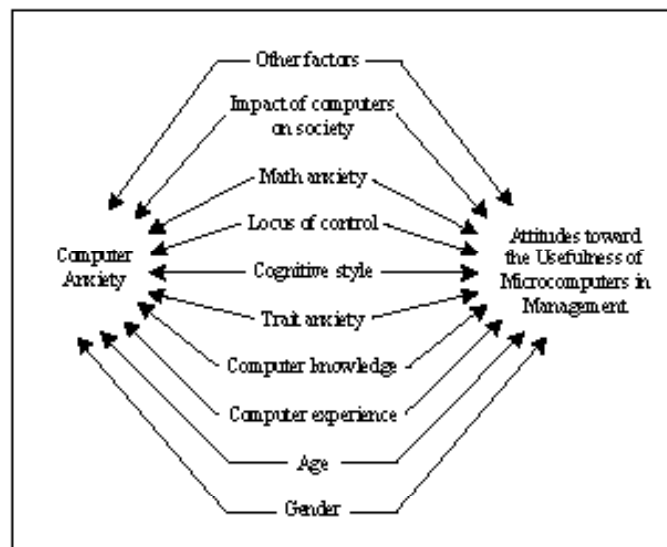 Other factors
Impact of computers
on society
Math anxiety
Locus of control
Computer
Anxiety
Cognitive style
Attitudes toward
the Usefulness of
Microcomputers in
Management
Trait anxiety
Computer knowledge
Computer experience
Age
Gender